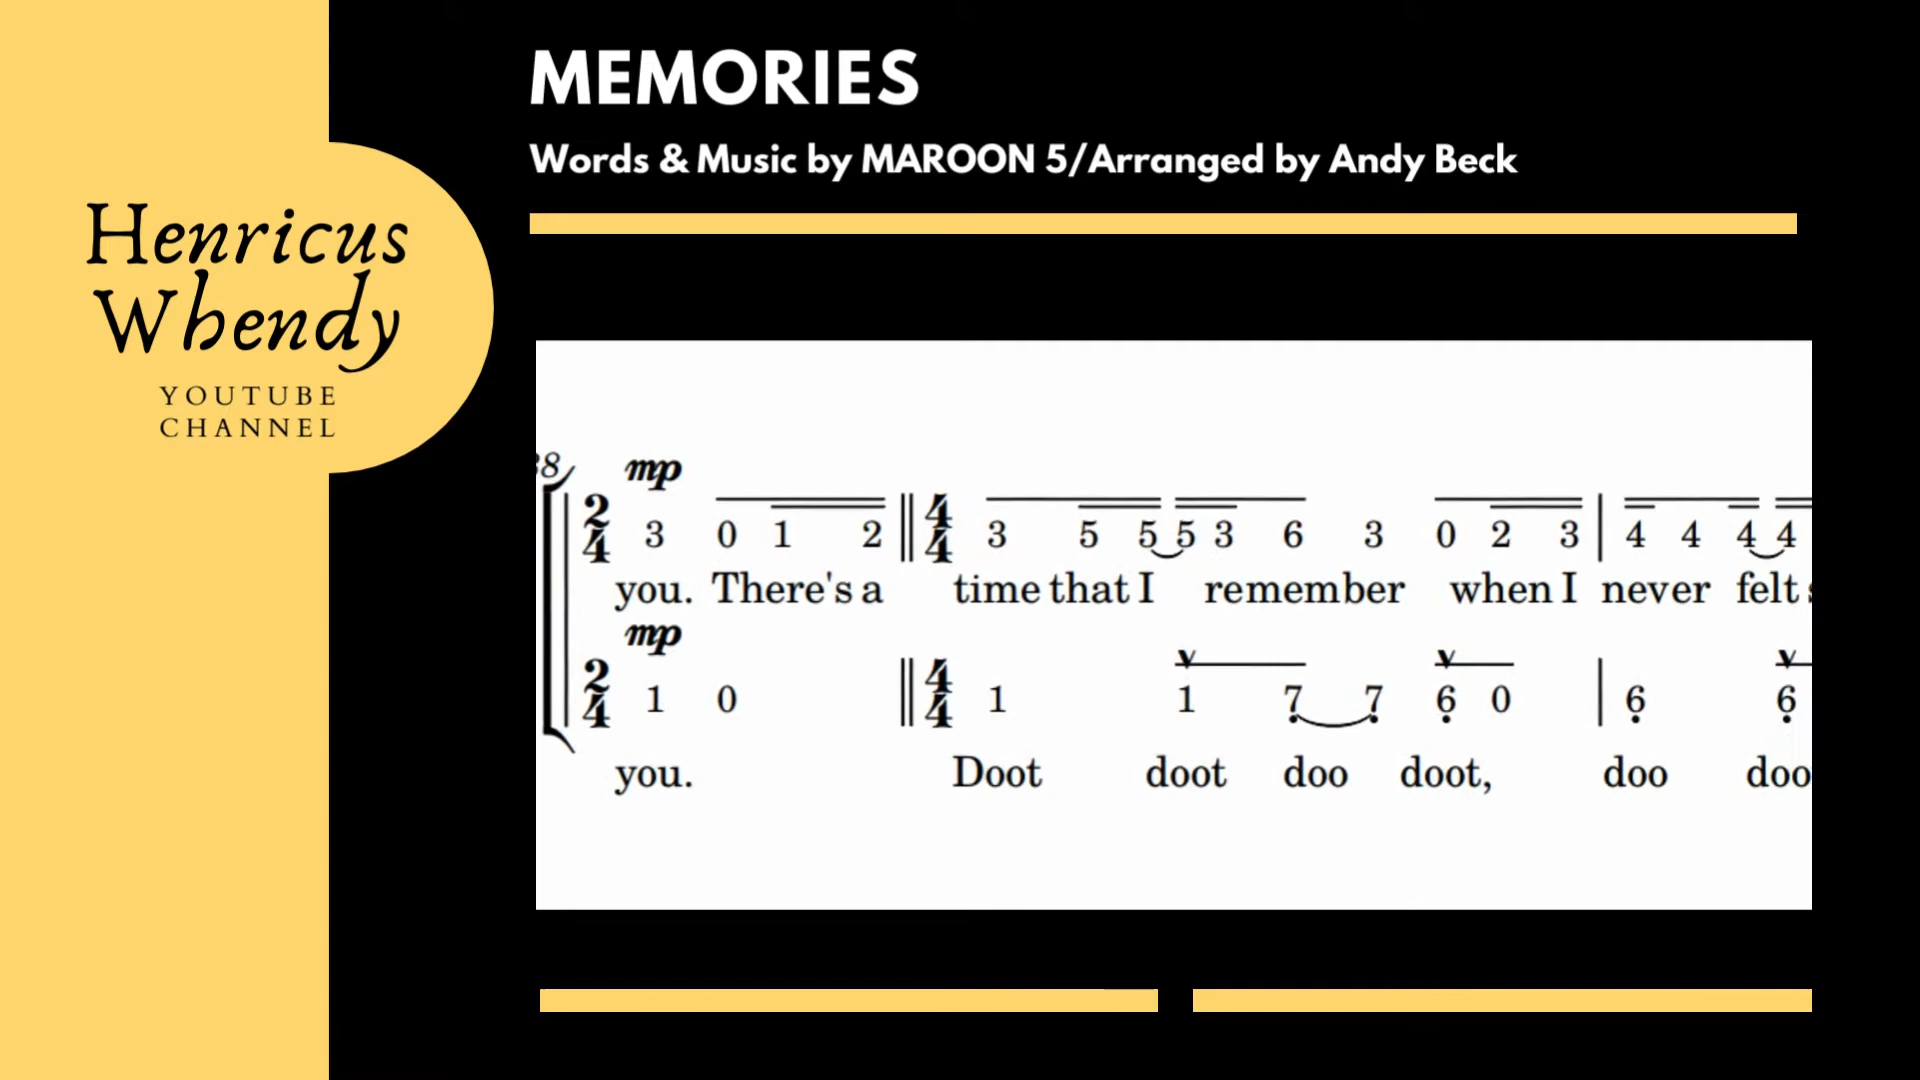 MEMORIES
Words & Music by MAROON 5/Arranged by Andy Beck
Henricus
Whendy
YOUTUBE
CHANNEL
38
mp
2/4 3 0 1 2 4/4 3 5 5 5 3 6 3 0 2 3 4 4 4 4
you. There's a time that I remember when I never felt
mp
2/4 1 0 4/4 1 1 7 7 6 0 6 6
you. Doot doot doo doot, doo doo